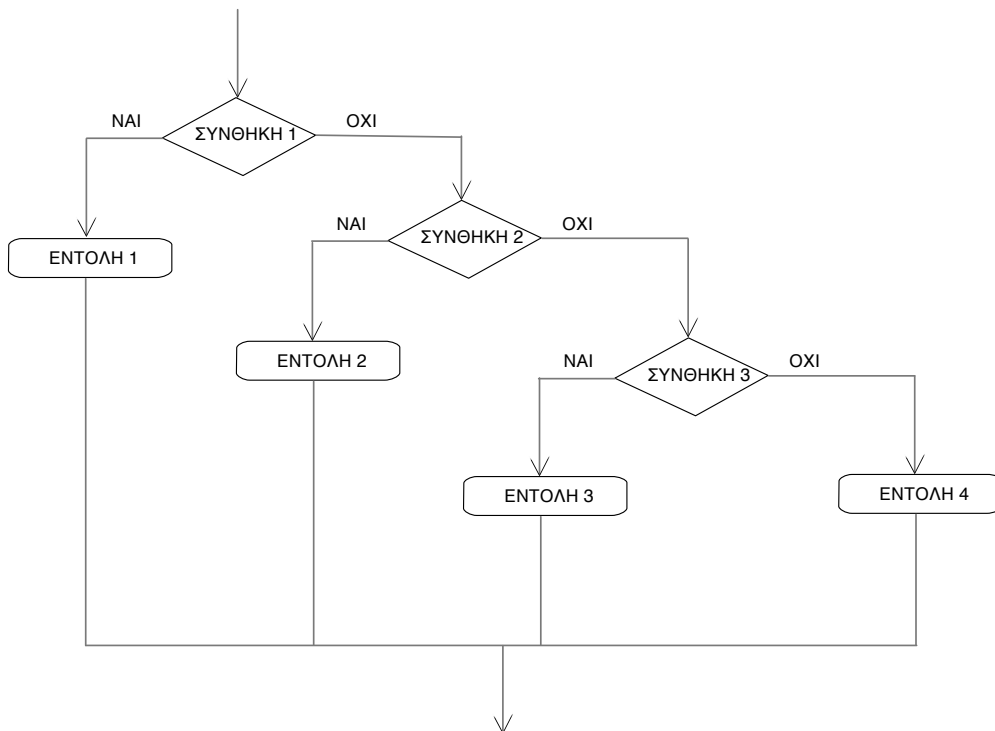 ΝΑΙ
ΣΥΝΘΗΚΗ 1
ΟΧΙ
ΝΑΙ
ΣΥΝΘΗΚΗ 2
ΟΧΙ
ΕΝΤΟΛΗ 1
ΕΝΤΟΛΗ 2
ΝΑΙ
ΣΥΝΘΗΚΗ 3
ΟΧΙ
ΕΝΤΟΛΗ 3
ΕΝΤΟΛΗ 4